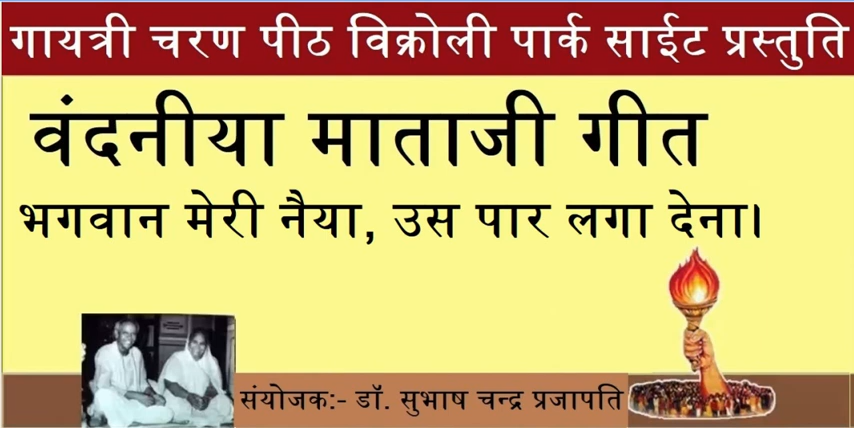 गायत्री चरण पीठ विक्रोली पार्क साईट प्रस्तुति
वंदनीया माताजी गीत
भगवान मेरी नैया, उस पार लगा देना।
संयोजक:- डॉ. सुभाष चन्द्र प्रजापति